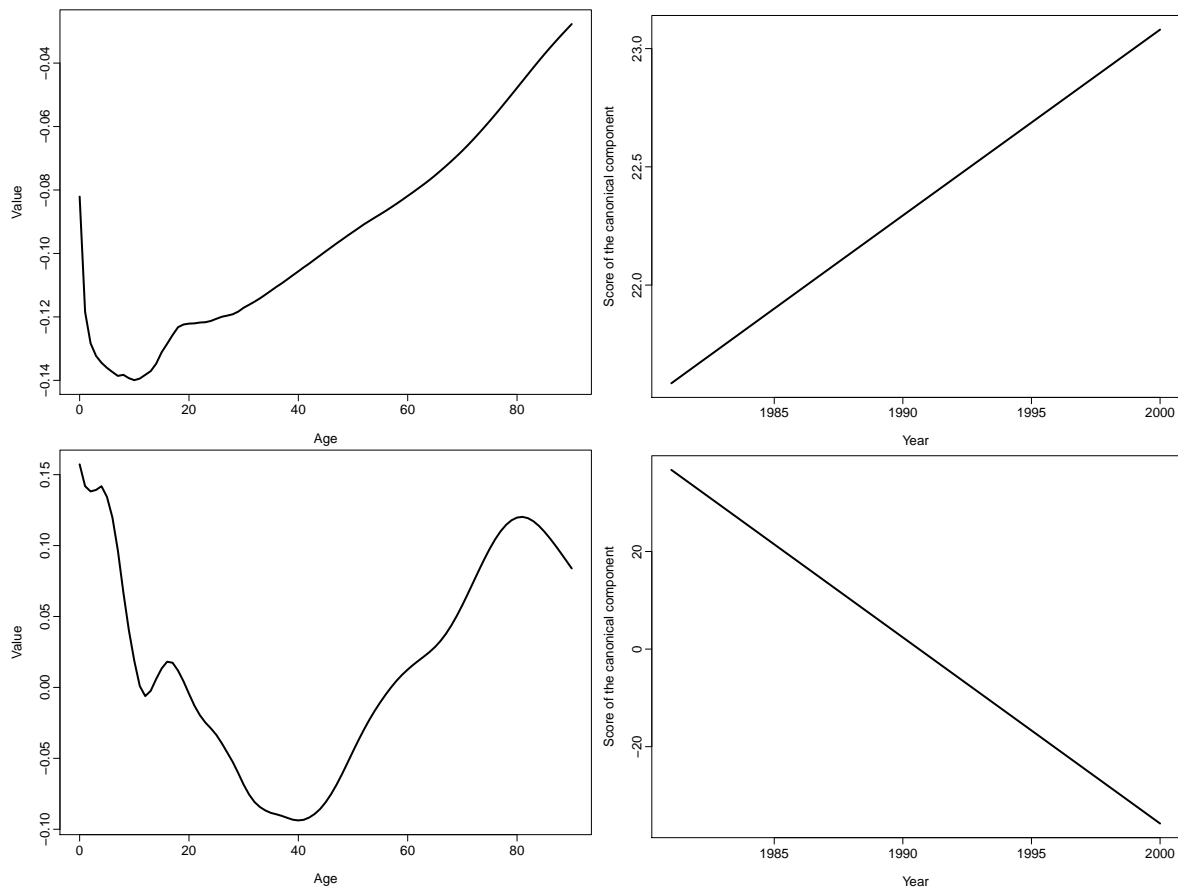 Value
−0.14
−0.12
−0.10
−0.08
−0.06
−0.04
0 20 40 60 80
Age
Score of the canonical component
22.0
22.5
23.0
1985 1990 1995 2000
Year
Value
−0.10
−0.05
0.00
0.05
0.10
0.15
0 20 40 60 80
Age
Score of the canonical component
−20
0
20
1985 1990 1995 2000
Year